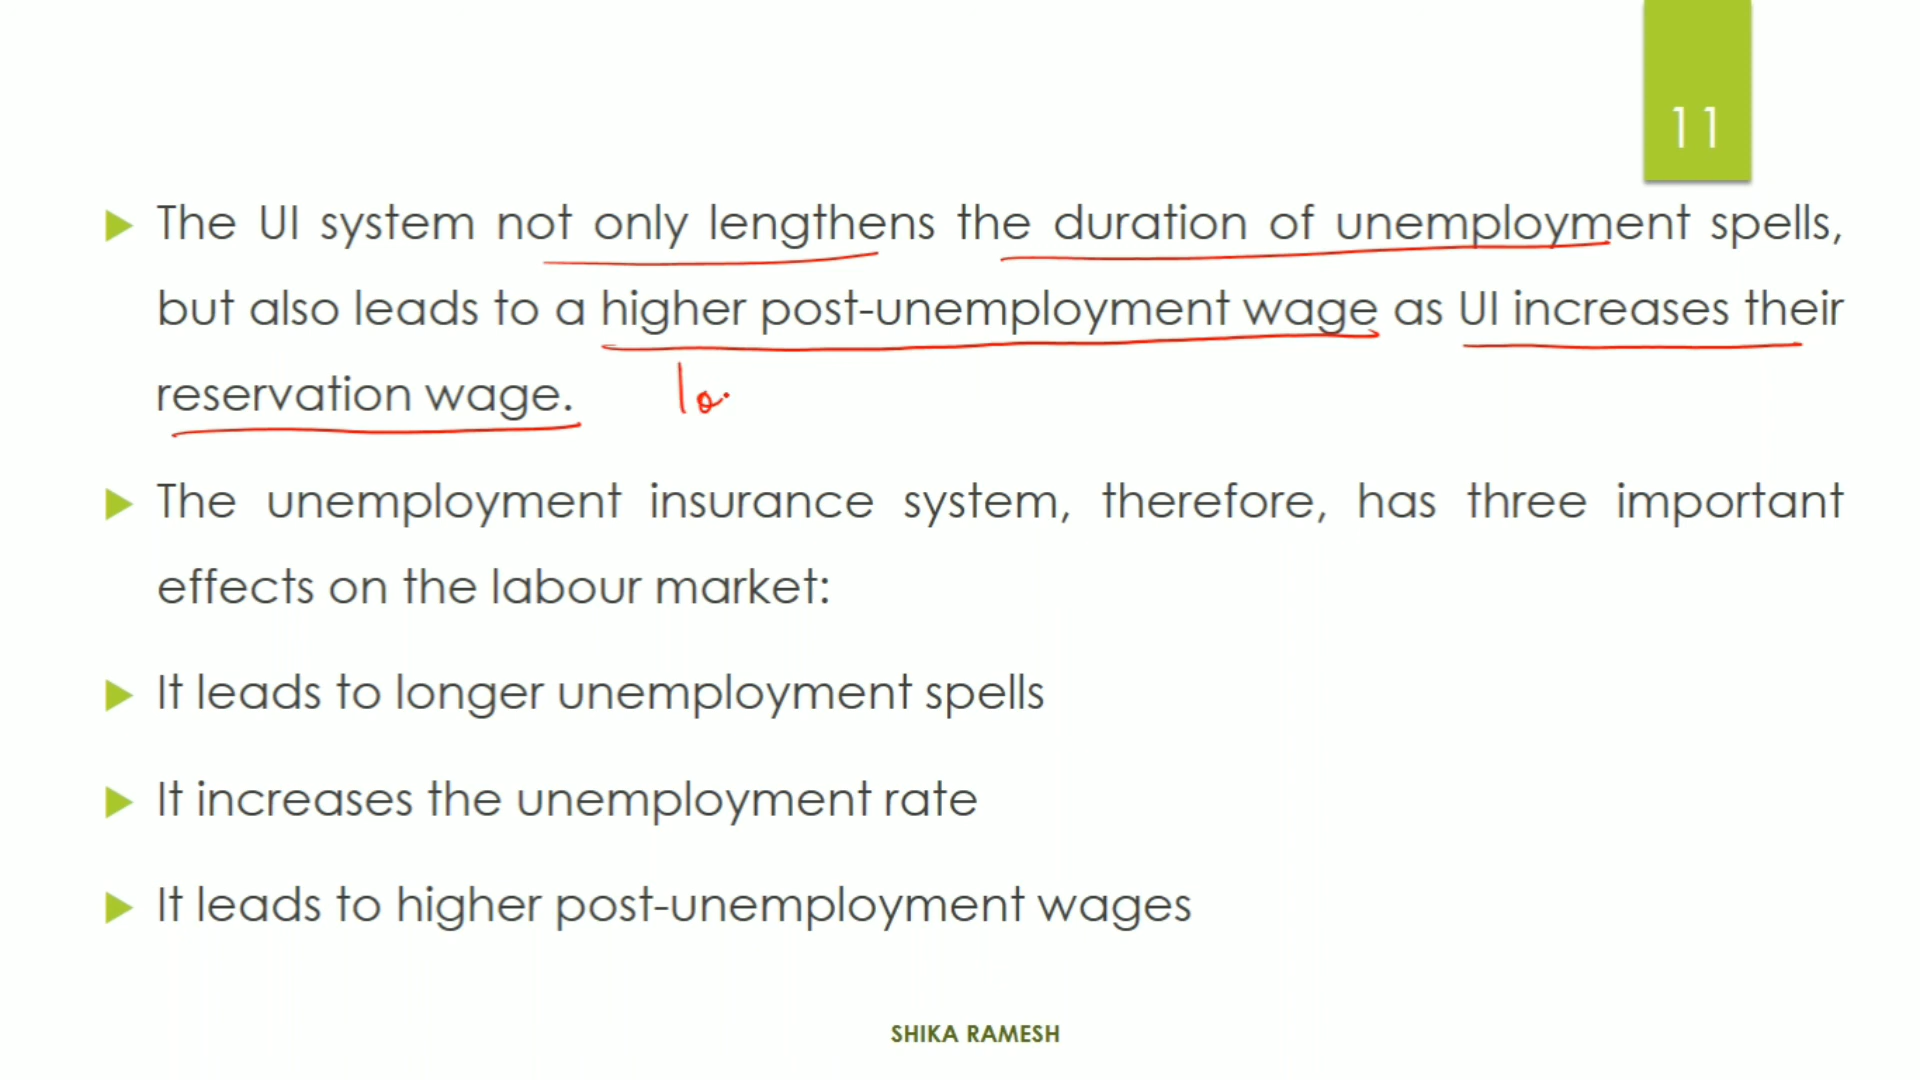 11
The UI system not only lengthens the duration of unemployment spells,
but also leads to a higher post-unemployment wage as UI increases their
reservation wage.
The unemployment insurance system, therefore, has three important
effects on the labour market:
It leads to longer unemployment spells
It increases the unemployment rate
It leads to higher post-unemployment wages
SHIKA RAMESH